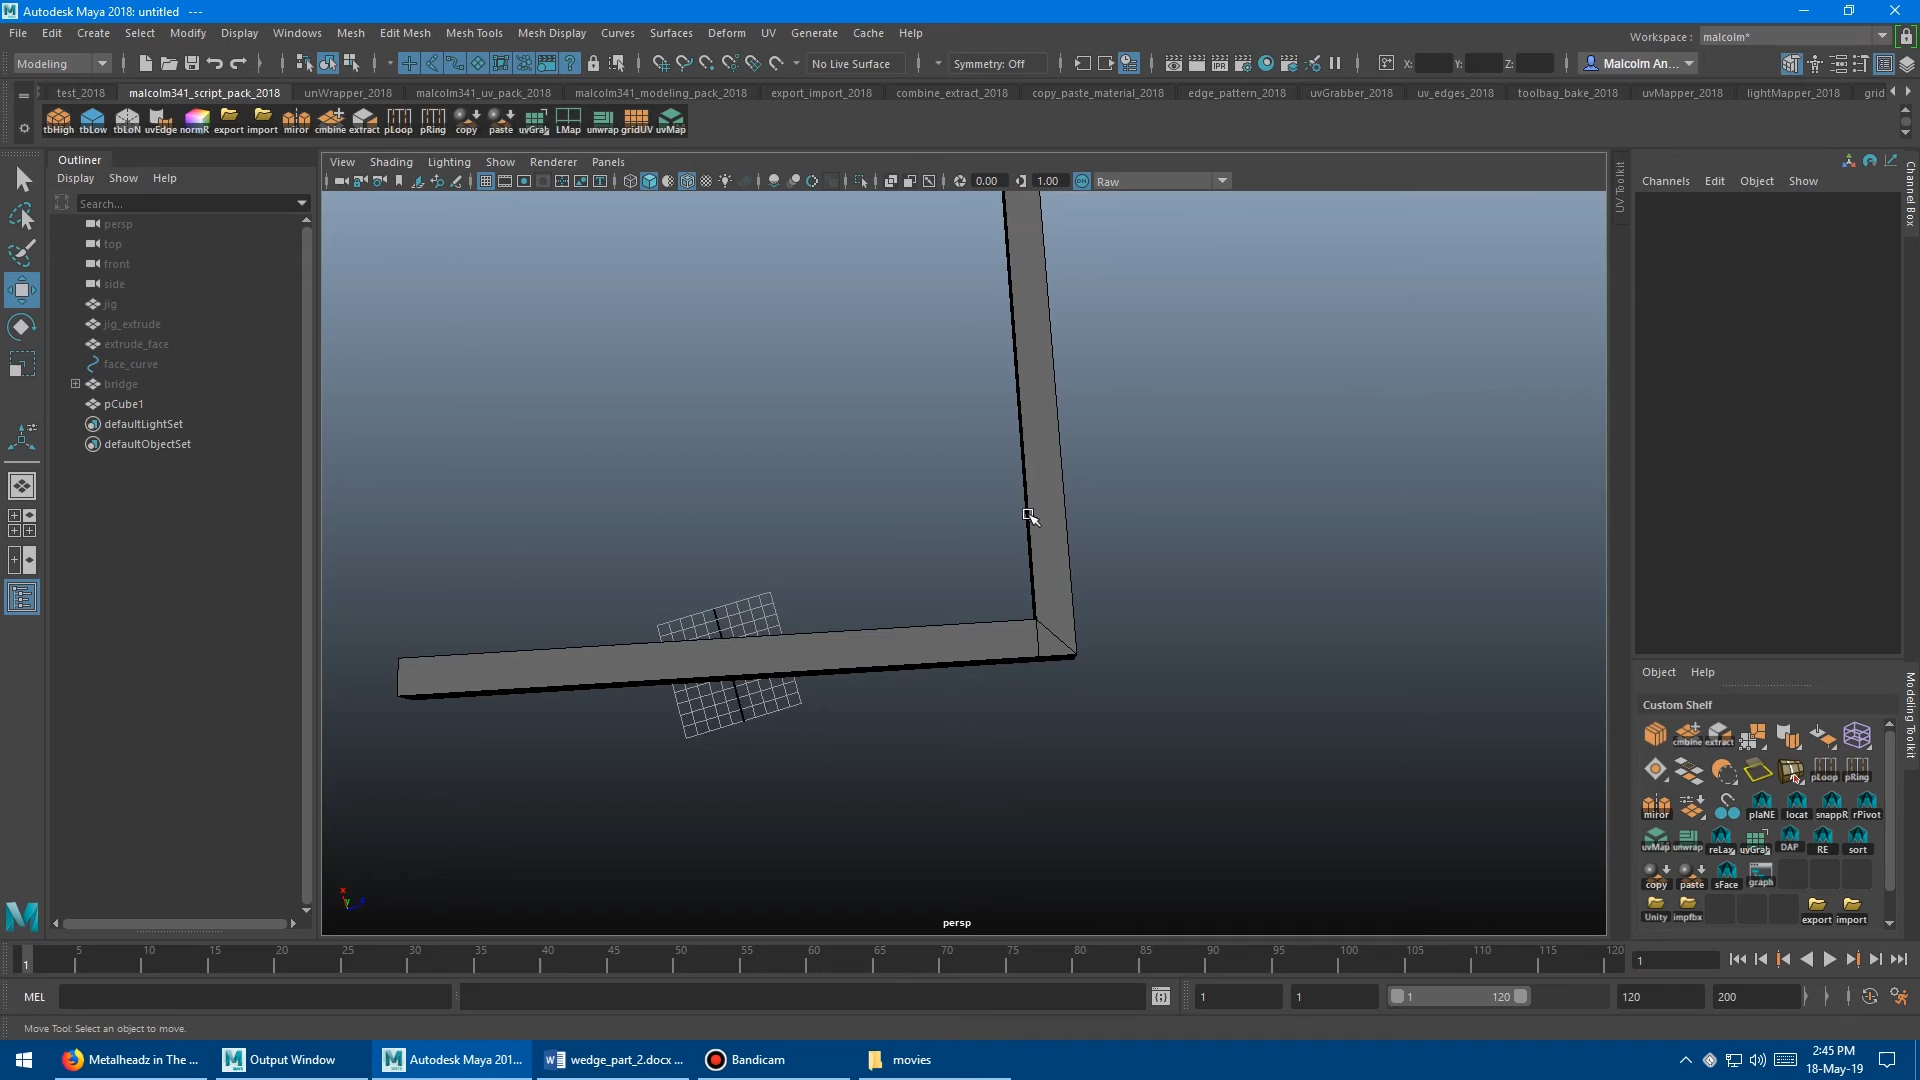 Autodesk Maya 2018: untitled   ---
File Edit Create Select Modify Display Windows Mesh Edit Mesh Mesh Tools Mesh Display Curves Surfaces Deform UV Generate Cache Help
Workspace : malcolm*
Modeling No Live Surface Symmetry: Off X: Y: Z: Malcolm An...
test_2018 malcolm341_script_pack_2018 unWrapper_2018 malcolm341_uv_pack_2018 malcolm341_modeling_pack_2018 export_import_2018 combine_extract_2018 copy_paste_material_2018 edge_pattern_2018 uvGrabber_2018 uv_edges_2018 toolbag_bake_2018 uvMapper_2018 lightMapper_2018 grid
tbHigh tbLow tbLoN uvEdge normR export import miror cmbine extract pLoop pRing copy paste uvGrab LMap unwrap gridUV uvMap
Outliner
Display Show Help
Search...
persp
top
front
side
jig
jig_extrude
extrude_face
face_curve
bridge
pCube1
defaultLightSet
defaultObjectSet
View Shading Lighting Show Renderer Panels
0.00 1.00 ON Raw
persp
x y z
UV Toolkit
Channels Edit Object Show
Channel Box
Object Help
Modeling Toolkit
Custom Shelf
cmbine extract
pLoop pRing
miror plaNE locat snappR rPivot
uvMap unwrap relax uvGrab DAP RE sort
copy paste sFace graph
Unity impfbx export import
1 5 10 15 20 25 30 35 40 45 50 55 60 65 70 75 80 85 90 95 100 105 110 115 120
1
MEL 1 1 1 120 120 200
Move Tool: Select an object to move.
Metalheadz in The ... Output Window Autodesk Maya 201... wedge_part_2.docx ... Bandicam movies
2:45 PM
18-May-19